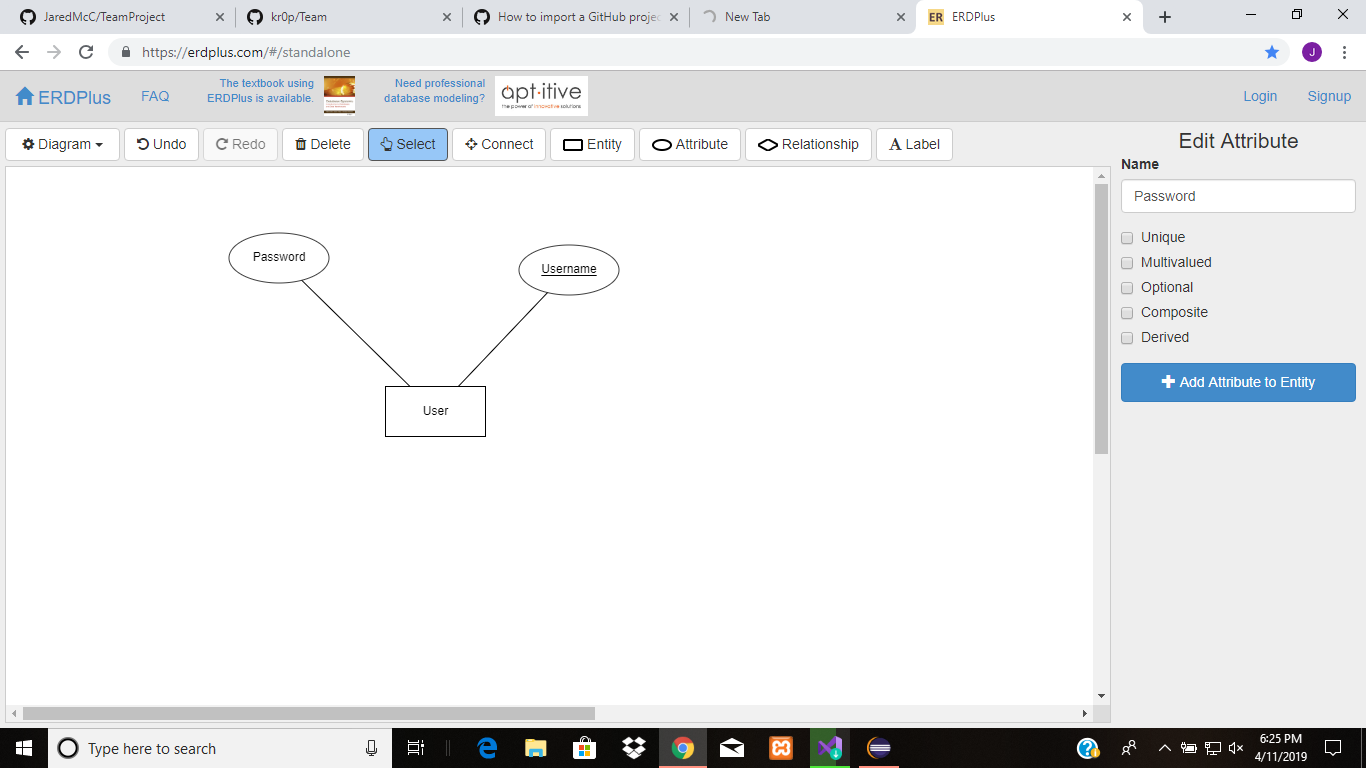 JaredMcC/TeamProject
kr0p/Team
How to import a GitHub projec
New Tab
ER ERDPlus
https://erdplus.com/#/standalone
J
ERDPlus
FAQ
The textbook using
ERDPlus is available.
Need professional
database modeling?
apt·itive
the power of innovative solutions
Login
Signup
Diagram
Undo
Redo
Delete
Select
Connect
Entity
Attribute
Relationship
A Label
Edit Attribute
Name
Password
Unique
Multivalued
Optional
Composite
Derived
Add Attribute to Entity
Password
Username
User
Type here to search
6:25 PM
4/11/2019